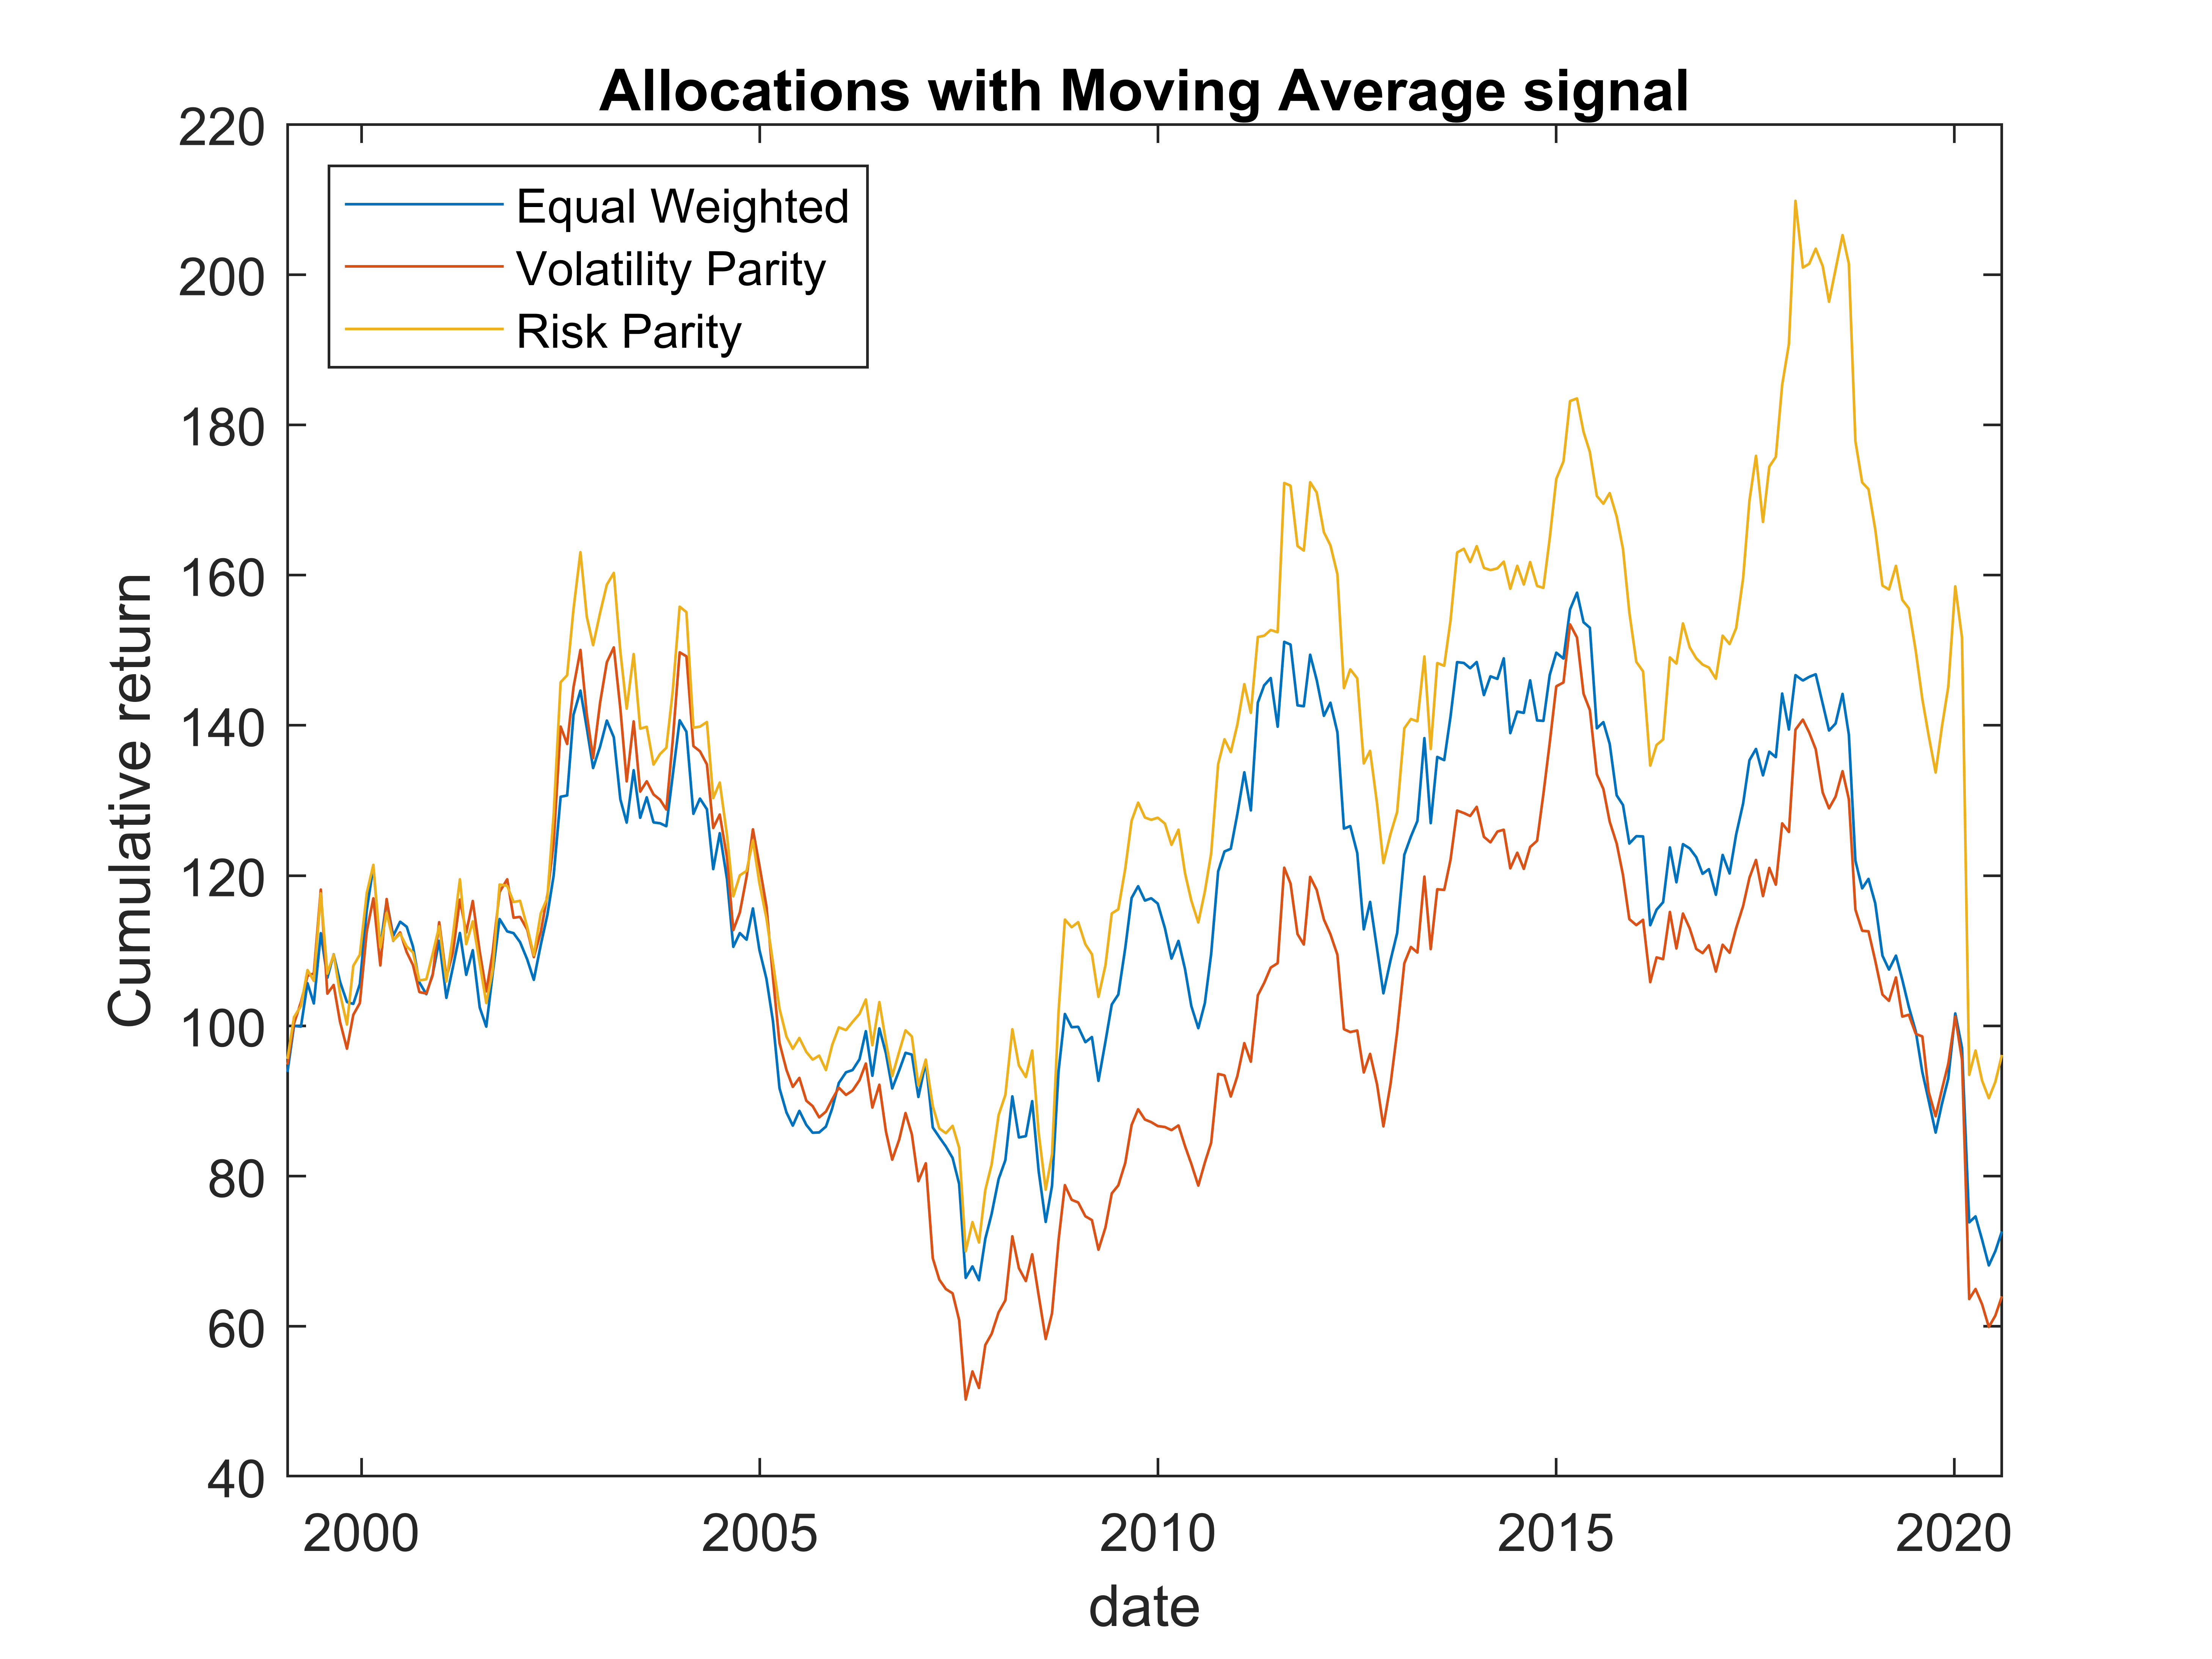 Allocations with Moving Average signal
220
200
180
160
140
120
100
80
60
40
Equal Weighted
Volatility Parity
Risk Parity
Cumulative return
2000 2005 2010 2015 2020
date